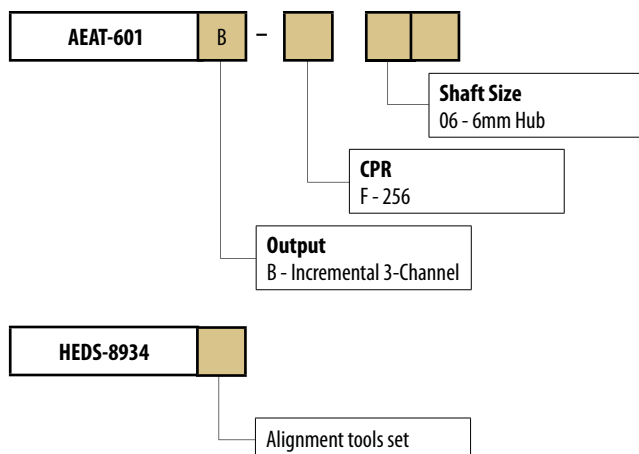 AEAT-601 B –
Shaft Size
06 - 6mm Hub
CPR
F - 256
Output
B - Incremental 3-Channel
HEDS-8934
Alignment tools set